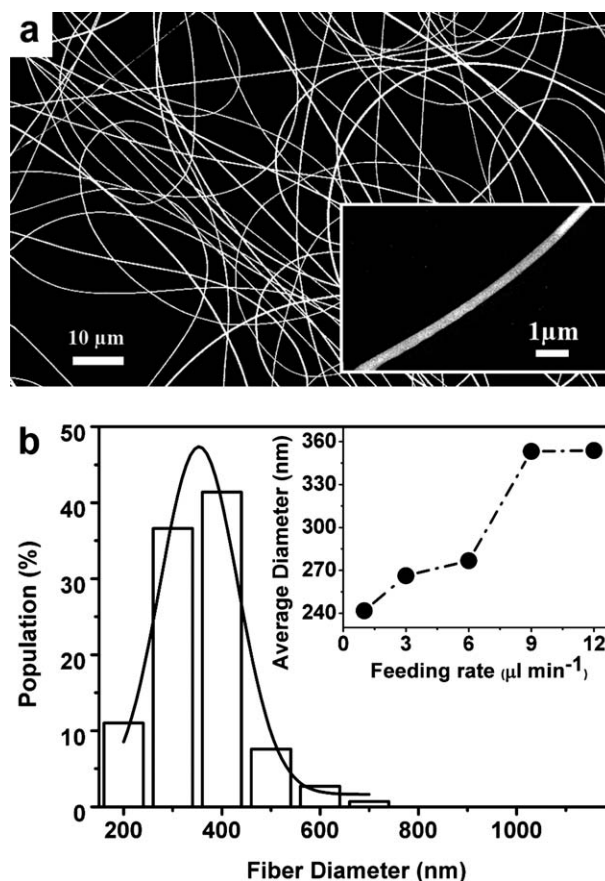 a
10 µm
1µm
b
50
40
30
20
10
0
Population (%)
200
400
600
800
1000
Fiber Diameter (nm)
360
330
300
270
240
Average Diameter (nm)
0
3
6
9
12
Feeding rate (µl min⁻¹)